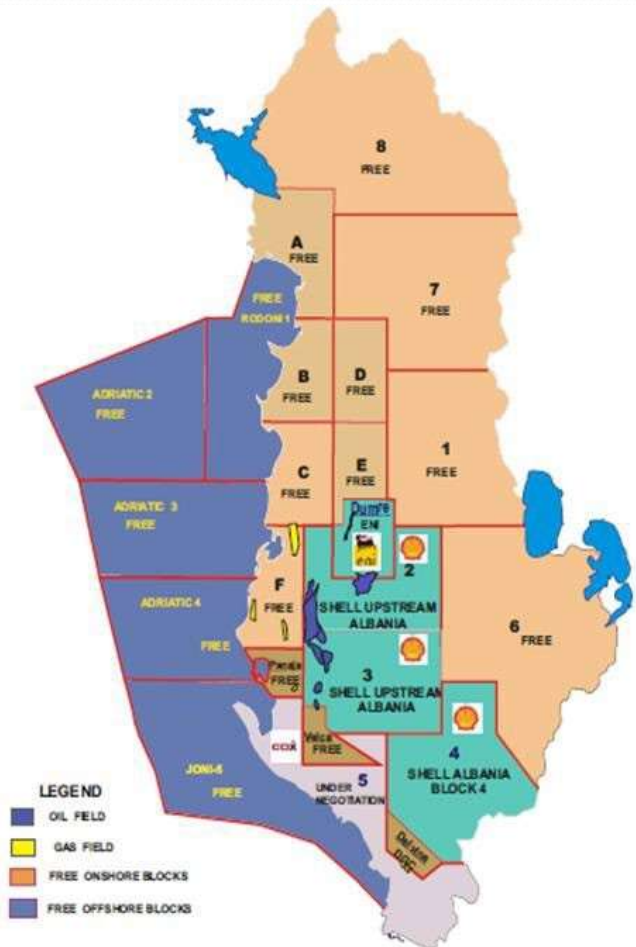 8
FREE
A
FREE
7
FREE
FREE
RODONI 1
ADRIATIC 2
FREE
B
FREE
D
FREE
1
FREE
C
FREE
E
FREE
Dumre
ENI
eni
ADRIATIC 3
FREE
2
SHELL UPSTREAM
ALBANIA
F
FREE
6
FREE
ADRIATIC 4
FREE
FREE
3
SHELL UPSTREAM
ALBANIA
FREE
4
SHELL ALBANIA
BLOCK 4
JONI-5
FREE
5
UNDER
NEGOTIATION
LEGEND
OIL FIELD
GAS FIELD
FREE ONSHORE BLOCKS
FREE OFFSHORE BLOCKS